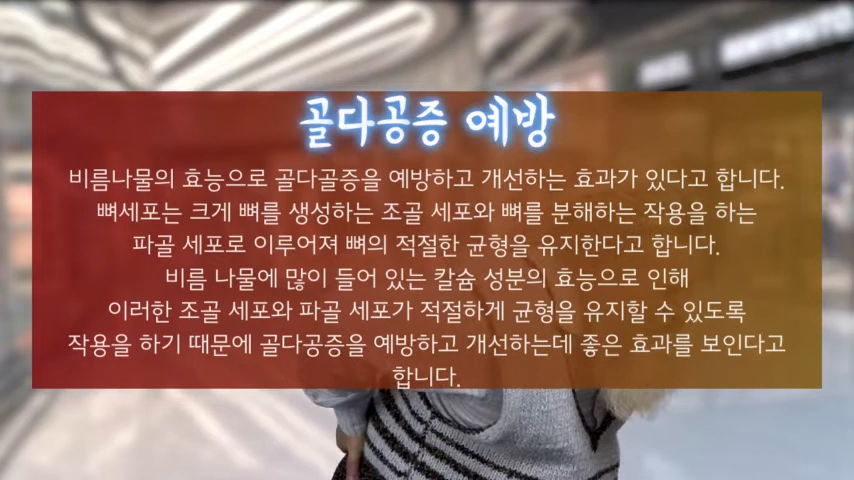 골다공증 예방
비름나물의 효능으로 골다골증을 예방하고 개선하는 효과가 있다고 합니다.
뼈세포는 크게 뼈를 생성하는 조골 세포와 뼈를 분해하는 작용을 하는
파골 세포로 이루어져 뼈의 적절한 균형을 유지한다고 합니다.
비름 나물에 많이 들어 있는 칼슘 성분의 효능으로 인해
이러한 조골 세포와 파골 세포가 적절하게 균형을 유지할 수 있도록
작용을 하기 때문에 골다공증을 예방하고 개선하는데 좋은 효과를 보인다고
합니다.